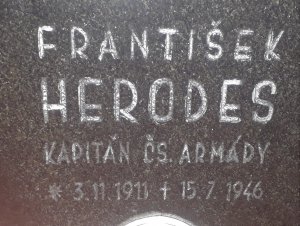 FRANTIŠEK
HERODES
KAPITÁN ČS. ARMÁDY
* 3.11.1911 † 15.7.1946